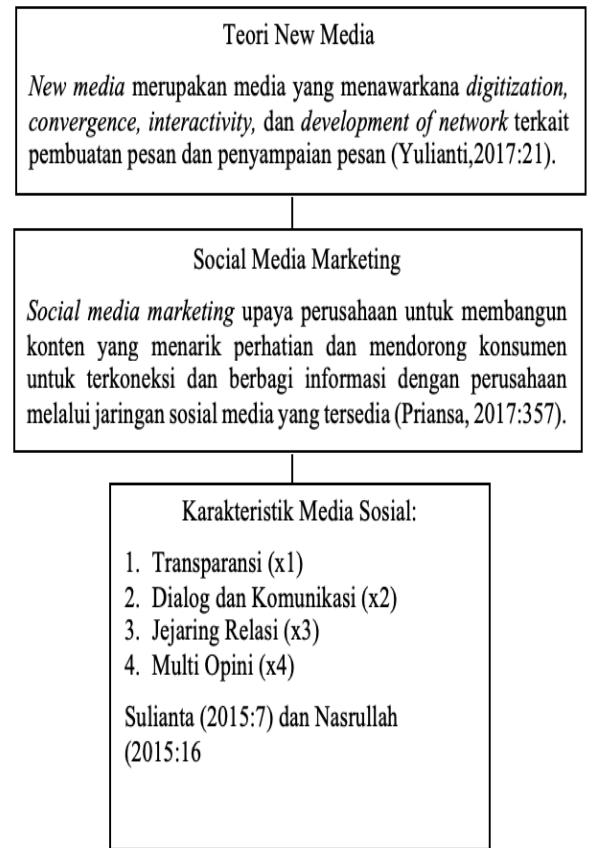 Teori New Media
New media merupakan media yang menawarkana digitization,
convergence, interactivity, dan development of network terkait
pembuatan pesan dan penyampaian pesan (Yulianti,2017:21).
Social Media Marketing
Social media marketing upaya perusahaan untuk membangun
konten yang menarik perhatian dan mendorong konsumen
untuk terkoneksi dan berbagi informasi dengan perusahaan
melalui jaringan sosial media yang tersedia (Priansa, 2017:357).
Karakteristik Media Sosial:
1. Transparansi (x1)
2. Dialog dan Komunikasi (x2)
3. Jejaring Relasi (x3)
4. Multi Opini (x4)
Sulianta (2015:7) dan Nasrullah
(2015:16